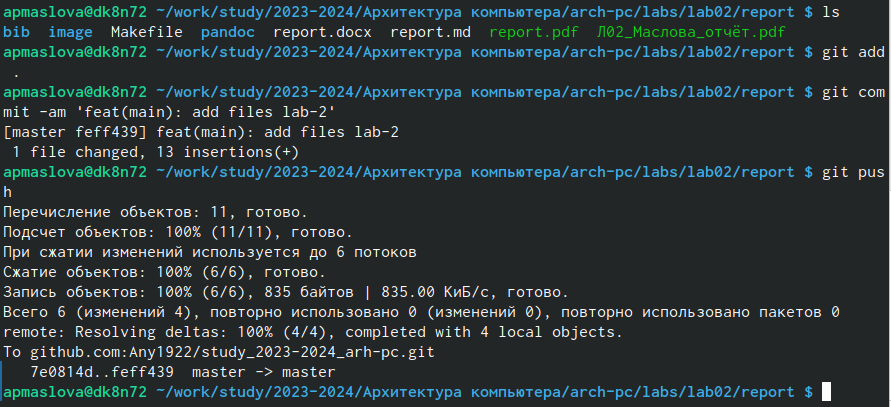 apmaslova@dk8n72 ~/work/study/2023-2024/Архитектура компьютера/arch-pc/labs/lab02/report $ ls
bib  image  Makefile  pandoc  report.docx  report.md  report.pdf  Л02_Маслова_отчёт.pdf
apmaslova@dk8n72 ~/work/study/2023-2024/Архитектура компьютера/arch-pc/labs/lab02/report $ git add
 .
apmaslova@dk8n72 ~/work/study/2023-2024/Архитектура компьютера/arch-pc/labs/lab02/report $ git com
mit -am 'feat(main): add files lab-2'
[master feff439] feat(main): add files lab-2
 1 file changed, 13 insertions(+)
apmaslova@dk8n72 ~/work/study/2023-2024/Архитектура компьютера/arch-pc/labs/lab02/report $ git pus
h
Перечисление объектов: 11, готово.
Подсчет объектов: 100% (11/11), готово.
При сжатии изменений используется до 6 потоков
Сжатие объектов: 100% (6/6), готово.
Запись объектов: 100% (6/6), 835 байтов | 835.00 КиБ/с, готово.
Всего 6 (изменений 4), повторно использовано 0 (изменений 0), повторно использовано пакетов 0
remote: Resolving deltas: 100% (4/4), completed with 4 local objects.
To github.com:Any1922/study_2023-2024_arh-pc.git
   7e0814d..feff439  master -> master
apmaslova@dk8n72 ~/work/study/2023-2024/Архитектура компьютера/arch-pc/labs/lab02/report $